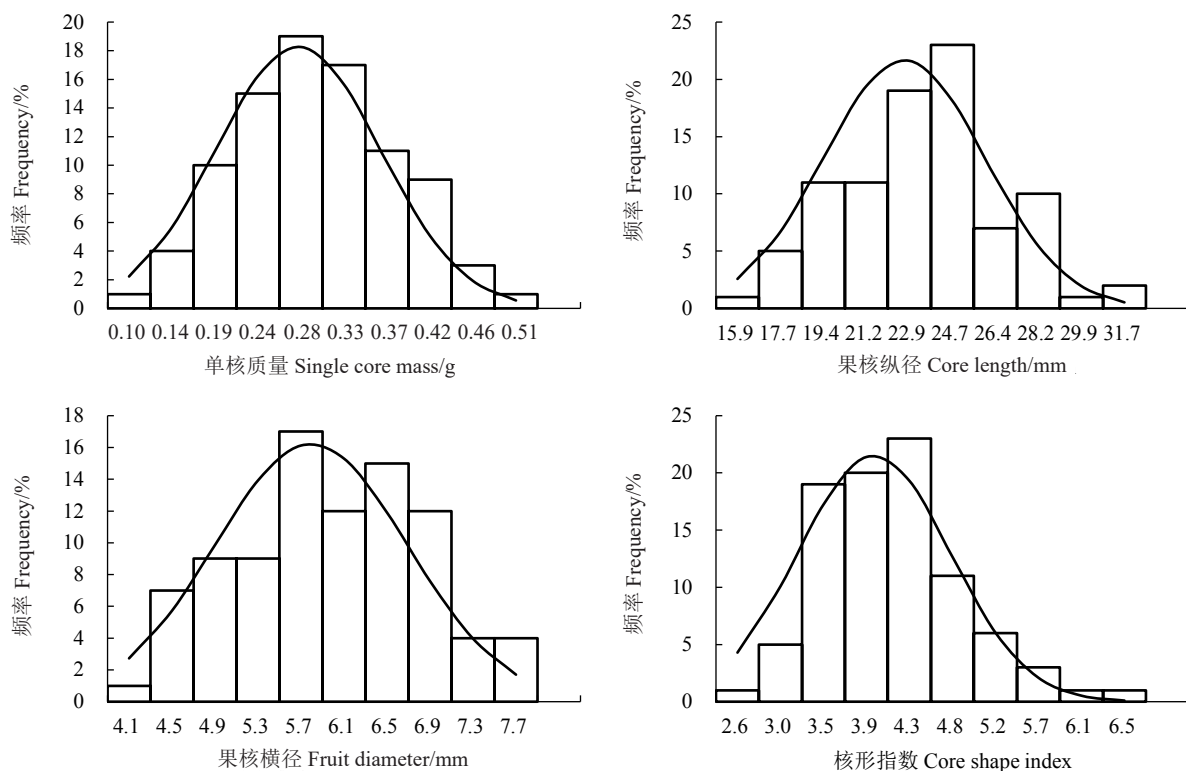 20
18
16
14
12
10
8
6
4
2
0
频率 Frequency/%
0.10 0.14 0.19 0.24 0.28 0.33 0.37 0.42 0.46 0.51
单核质量 Single core mass/g
25
20
15
10
5
0
频率 Frequency/%
15.9 17.7 19.4 21.2 22.9 24.7 26.4 28.2 29.9 31.7
果核纵径 Core length/mm
18
16
14
12
10
8
6
4
2
0
频率 Frequency/%
4.1 4.5 4.9 5.3 5.7 6.1 6.5 6.9 7.3 7.7
果核横径 Fruit diameter/mm
25
20
15
10
5
0
频率 Frequency/%
2.6 3.0 3.5 3.9 4.3 4.8 5.2 5.7 6.1 6.5
核形指数 Core shape index